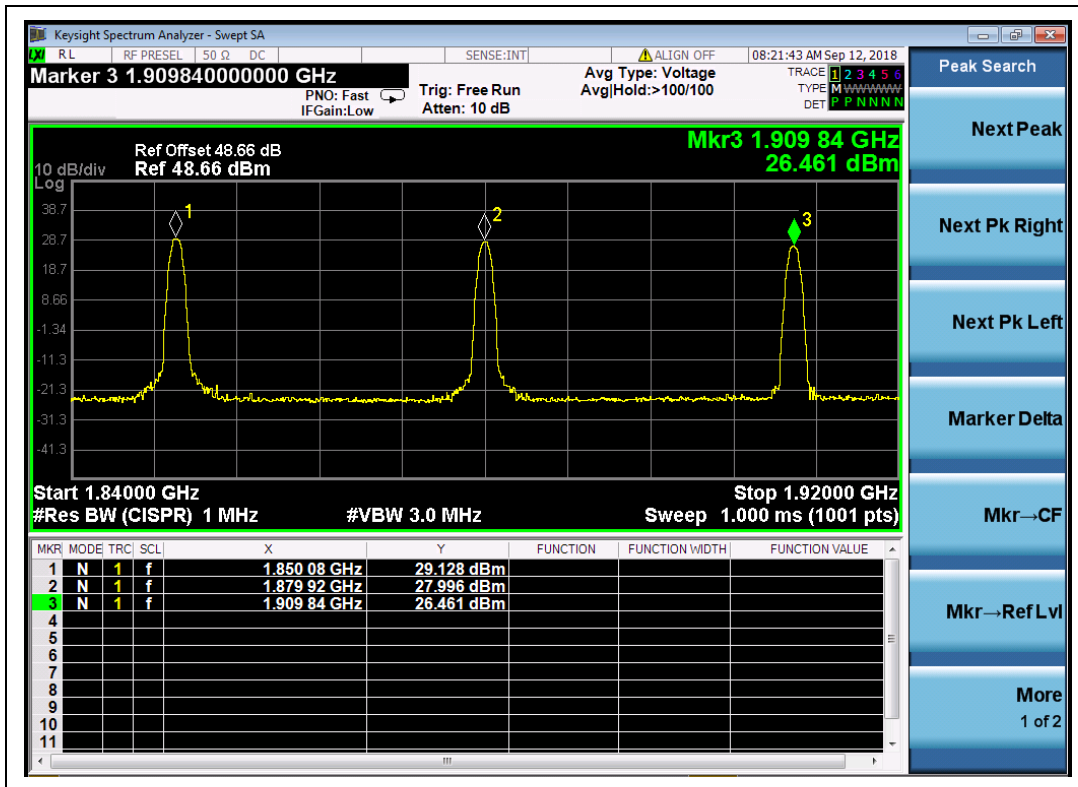 Keysight Spectrum Analyzer - Swept SA
LXI RL RF PRESEL 50 Ω DC SENSE:INT ALIGN OFF 08:21:43 AM Sep 12, 2018
Marker 3 1.909840000000 GHz
PNO: Fast
IFGain:Low
Trig: Free Run
Atten: 10 dB
Avg Type: Voltage
Avg|Hold:>100/100
TRACE 1 2 3 4 5 6
TYPE M W W W W W
DET P P N N N N
Mkr3 1.909 84 GHz
26.461 dBm
Ref Offset 48.66 dB
10 dB/div Ref 48.66 dBm
Log
38.7
28.7
18.7
8.66
-1.34
-11.3
-21.3
-31.3
-41.3
1
2
3
Start 1.84000 GHz Stop 1.92000 GHz
#Res BW (CISPR) 1 MHz #VBW 3.0 MHz Sweep 1.000 ms (1001 pts)
MKR MODE TRC SCL X Y FUNCTION FUNCTION WIDTH FUNCTION VALUE
1 N 1 f 1.850 08 GHz 29.128 dBm
2 N 1 f 1.879 92 GHz 27.996 dBm
3 N 1 f 1.909 84 GHz 26.461 dBm
4
5
6
7
8
9
10
11
Peak Search
Next Peak
Next Pk Right
Next Pk Left
Marker Delta
Mkr→CF
Mkr→Ref Lvl
More
1 of 2